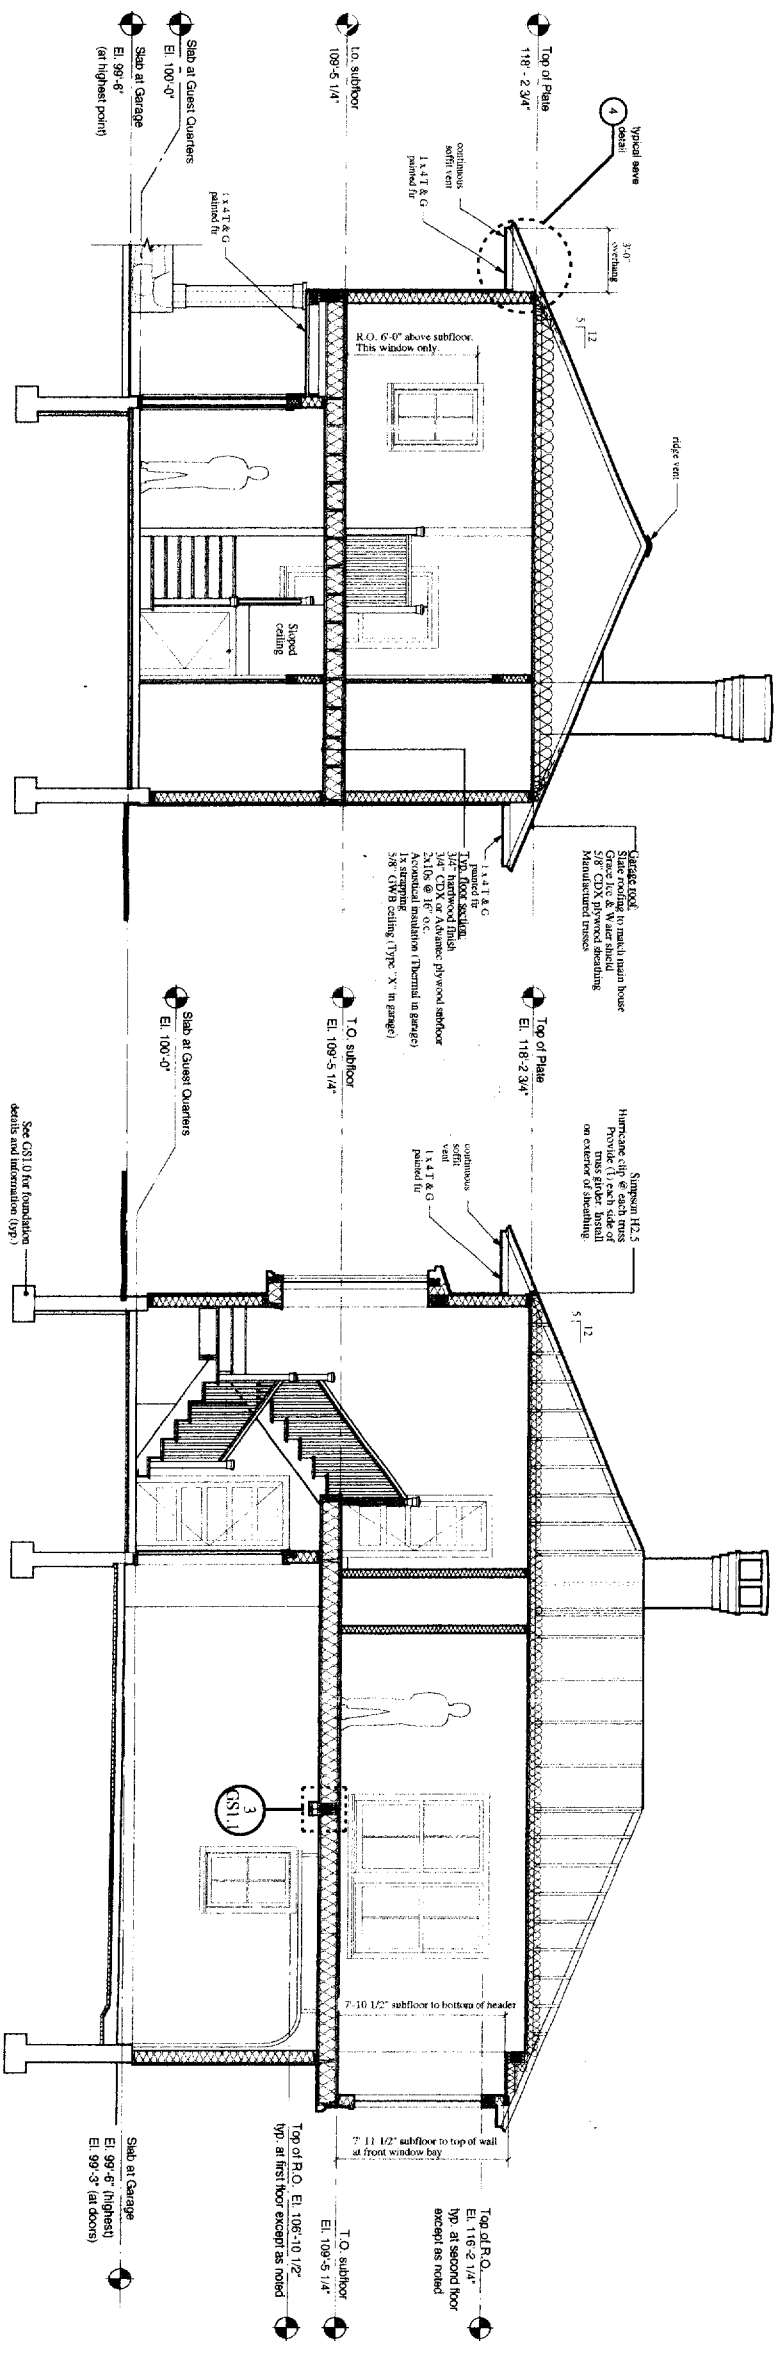 Top of Plate
118' - 2 3/4"
t.o. subfloor
109'-5 1/4"
Slab at Guest Quarters
El. 100'-0"
Slab at Garage
El. 99'-6"
(at highest point)
4
typical eave
detail
continuous
soffit vent
1 x 4 T & G
painted fir
1 x 4 T & G
painted fir
3'-0"
overhang
12
5
R.O. 6'-0" above subfloor.
This window only.
ridge vent
Sloped
ceiling
Garage roof:
Slate roofing to match main house
Grace Ice & Water shield
5/8" CDX plywood sheathing
Manufactured trusses
1 x 4 T & G
painted fir
Typ. floor section:
3/4" hardwood finish
3/4" CDX or Advantec plywood subfloor
2x10s @ 16" o.c.
Acoustical insulation (Thermal in garage)
1x strapping
5/8" GWB ceiling (Type "X" in garage)
Top of Plate
El. 118'-2 3/4"
T.O. subfloor
El. 109'-5 1/4"
Slab at Guest Quarters
El. 100'-0"
Simpson H2.5
Hurricane clip @ each truss
Provide (1) each side of
truss girder. Install
on exterior of sheathing.
continuous
soffit
vent
1 x 4 T & G
painted fir
See GS1.0 for foundation
details and information (typ.)
12
5
3
GS1.1
7'-10 1/2" subfloor to bottom of header
7' 11 1/2" subfloor to top of wall
at front window bay
Top of R.O.
El. 116'-2 1/4"
typ. at second floor
except as noted
T.O. subfloor
El. 109'-5 1/4"
Top of R.O. El. 106'-10 1/2"
typ. at first floor except as noted
Slab at Garage
El. 99'-6" (highest)
El. 99'-3" (at doors)